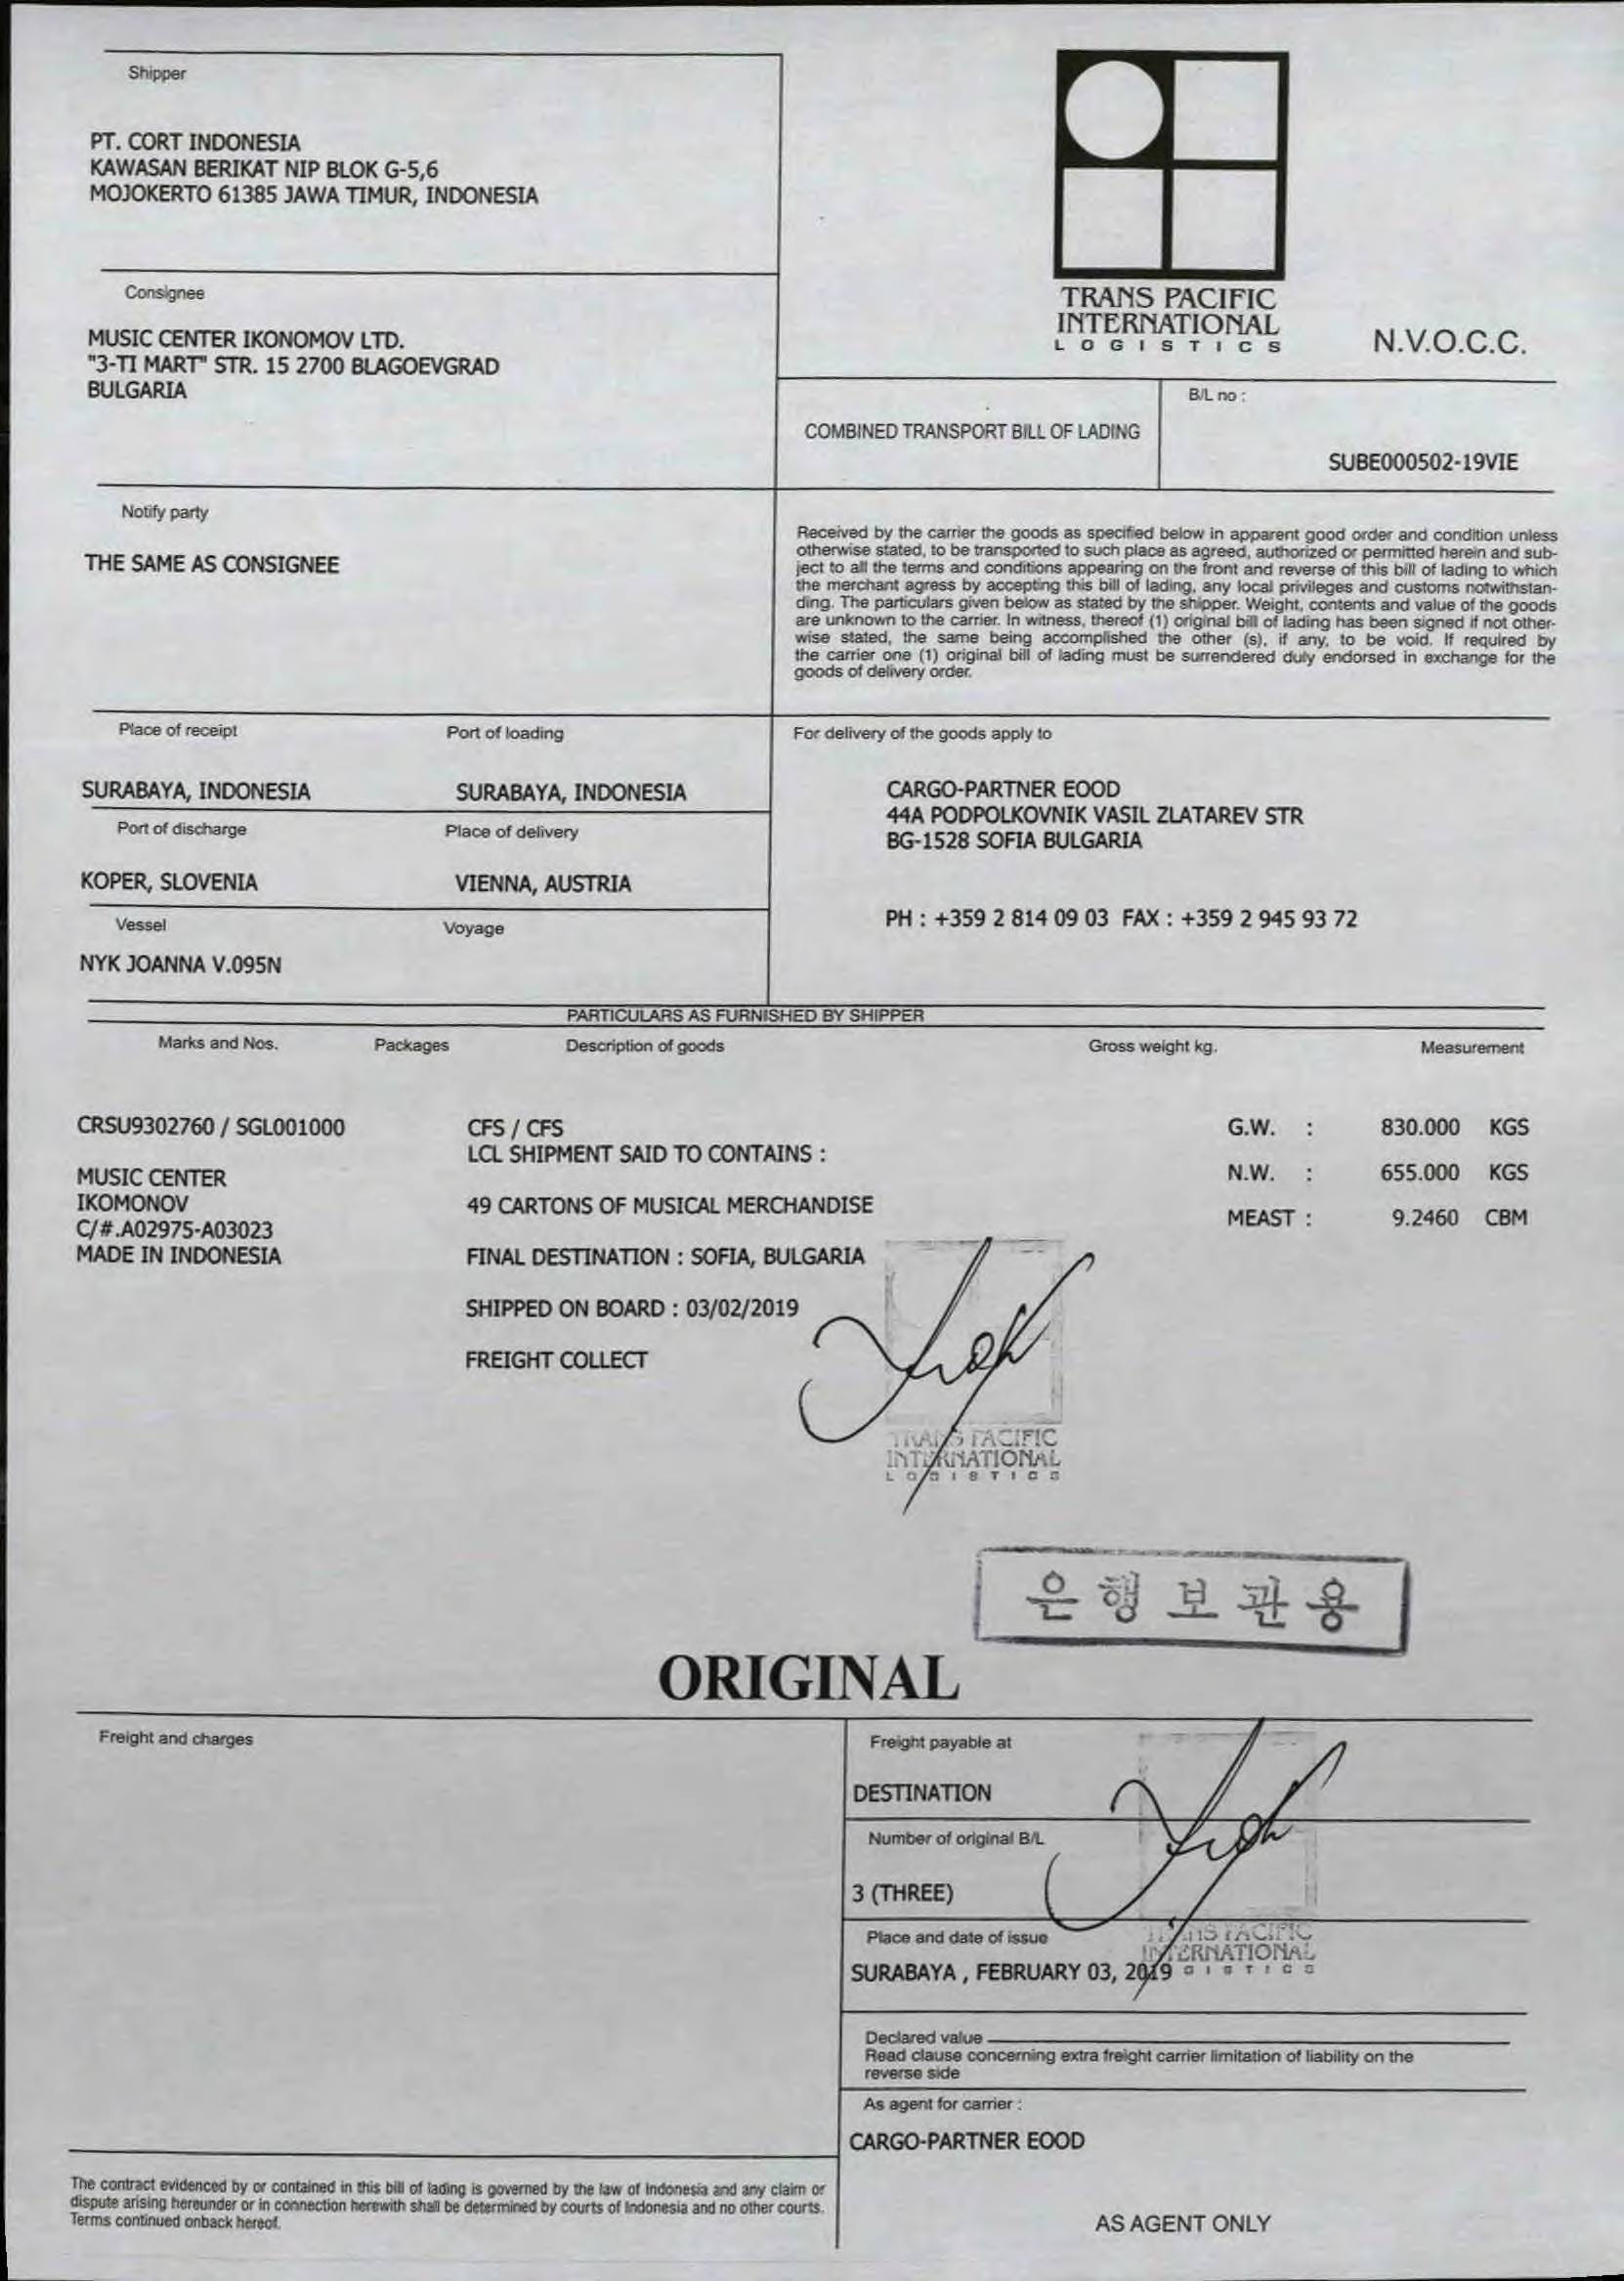 Shipper
PT. CORT INDONESIA
KAWASAN BERIKAT NIP BLOK G-5,6
MOJOKERTO 61385 JAWA TIMUR, INDONESIA
TRANS PACIFIC
INTERNATIONAL
LOGISTICS
N.V.O.C.C.
Consignee
MUSIC CENTER IKONOMOV LTD.
"3-TI MART" STR. 15 2700 BLAGOEVGRAD
BULGARIA
COMBINED TRANSPORT BILL OF LADING
B/L no :
SUBE000502-19VIE
Notify party
THE SAME AS CONSIGNEE
Received by the carrier the goods as specified below in apparent good order and condition unless
otherwise stated, to be transported to such place as agreed, authorized or permitted herein and sub-
ject to all the terms and conditions appearing on the front and reverse of this bill of lading to which
the merchant agress by accepting this bill of lading, any local privileges and customs notwithstan-
ding. The particulars given below as stated by the shipper. Weight, contents and value of the goods
are unknown to the carrier. In witness, thereof (1) original bill of lading has been signed if not other-
wise stated, the same being accomplished the other (s), if any, to be void. If required by
the carrier one (1) original bill of lading must be surrendered duly endorsed in exchange for the
goods of delivery order.
Place of receipt
Port of loading
SURABAYA, INDONESIA
SURABAYA, INDONESIA
Port of discharge
Place of delivery
KOPER, SLOVENIA
VIENNA, AUSTRIA
Vessel
Voyage
NYK JOANNA V.095N
For delivery of the goods apply to
CARGO-PARTNER EOOD
44A PODPOLKOVNIK VASIL ZLATAREV STR
BG-1528 SOFIA BULGARIA
PH : +359 2 814 09 03 FAX : +359 2 945 93 72
PARTICULARS AS FURNISHED BY SHIPPER
Marks and Nos.
Packages
Description of goods
Gross weight kg.
Measurement
CRSU9302760 / SGL001000
MUSIC CENTER
IKOMONOV
C/#.A02975-A03023
MADE IN INDONESIA
CFS / CFS
LCL SHIPMENT SAID TO CONTAINS :
49 CARTONS OF MUSICAL MERCHANDISE
FINAL DESTINATION : SOFIA, BULGARIA
SHIPPED ON BOARD : 03/02/2019
FREIGHT COLLECT
G.W. : 830.000 KGS
N.W. : 655.000 KGS
MEAST : 9.2460 CBM
TRANS PACIFIC
INTERNATIONAL
LOGISTICS
은행보관용
ORIGINAL
Freight and charges
Freight payable at
DESTINATION
Number of original B/L
3 (THREE)
Place and date of issue
SURABAYA , FEBRUARY 03, 2019
TRANS PACIFIC
INTERNATIONAL
LOGISTICS
Declared value
Read clause concerning extra freight carrier limitation of liability on the
reverse side
As agent for carrier :
CARGO-PARTNER EOOD
AS AGENT ONLY
The contract evidenced by or contained in this bill of lading is governed by the law of Indonesia and any claim or
dispute arising hereunder or in connection herewith shall be determined by courts of Indonesia and no other courts.
Terms continued onback hereof.